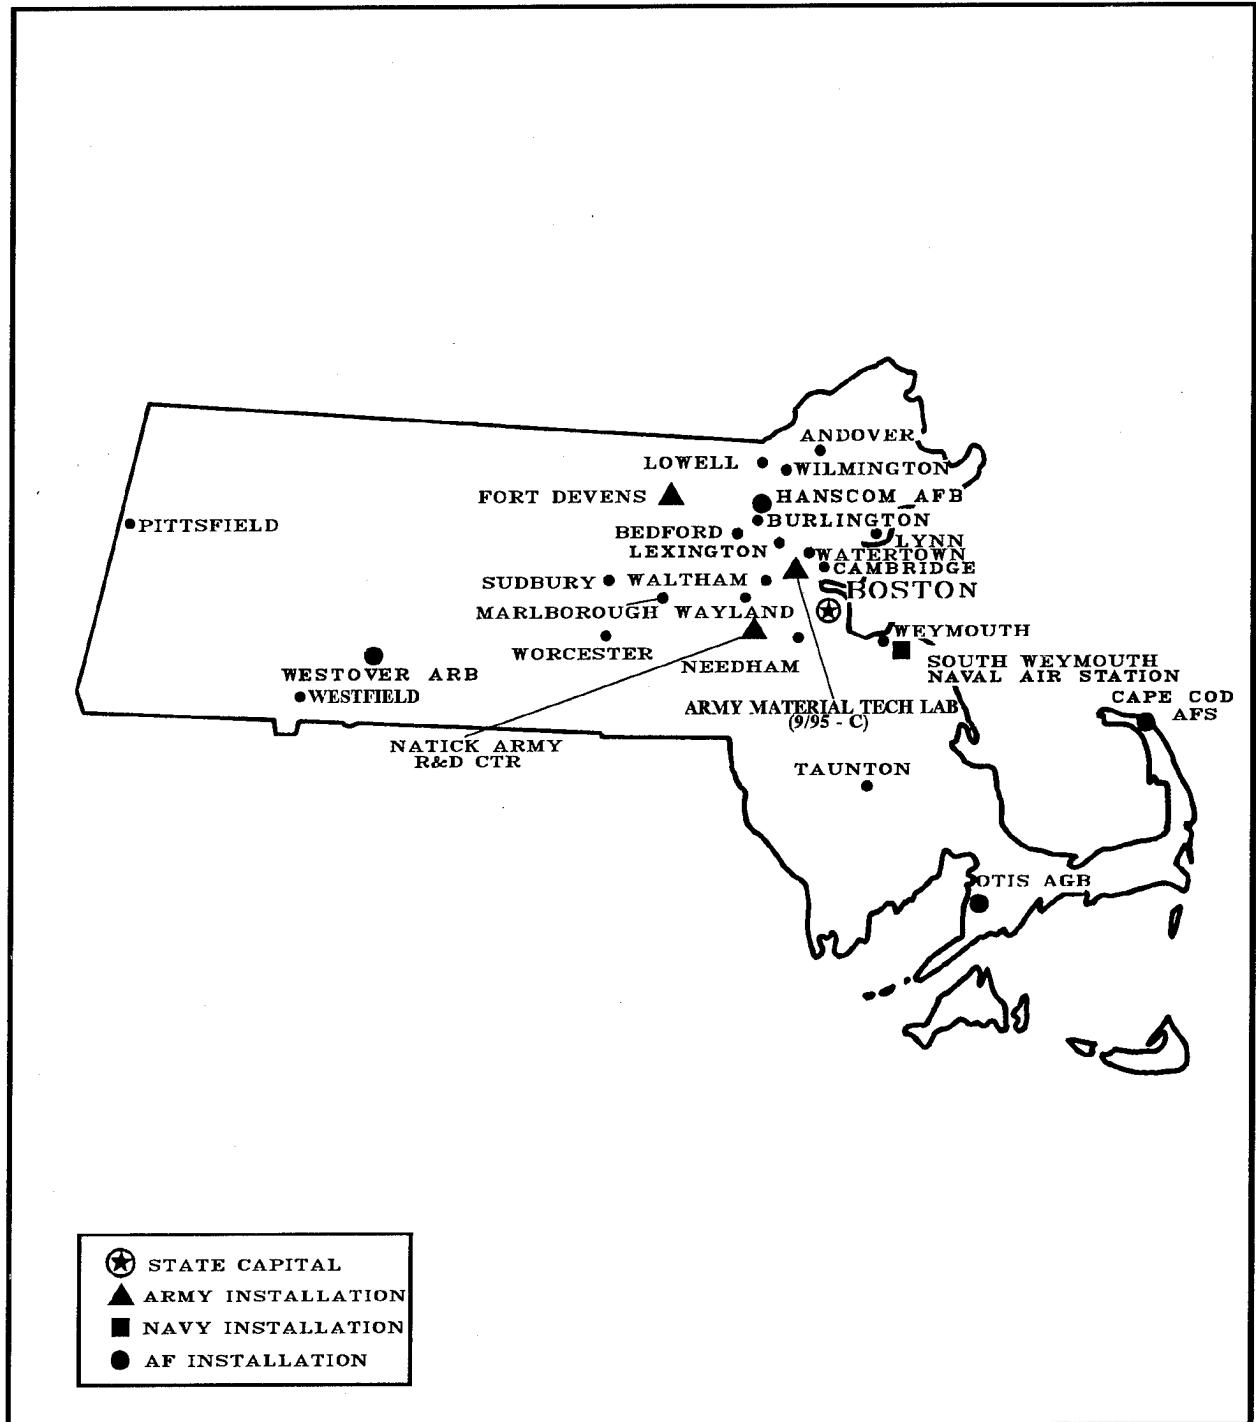 ANDOVER
LOWELL
WILMINGTON
FORT DEVENS
HANSCOM AFB
PITTSFIELD
BURLINGTON
BEDFORD
LYNN
LEXINGTON
WATERTOWN
CAMBRIDGE
SUDBURY
WALTHAM
BOSTON
MARLBOROUGH
WAYLAND
WEYMOUTH
WORCESTER
NEEDHAM
SOUTH WEYMOUTH
NAVAL AIR STATION
WESTOVER ARB
WESTFIELD
CAPE COD
AFS
ARMY MATERIAL TECH LAB
(9/95 - C)
NATICK ARMY
R&D CTR
TAUNTON
OTIS AGB
STATE CAPITAL
ARMY INSTALLATION
NAVY INSTALLATION
AF INSTALLATION